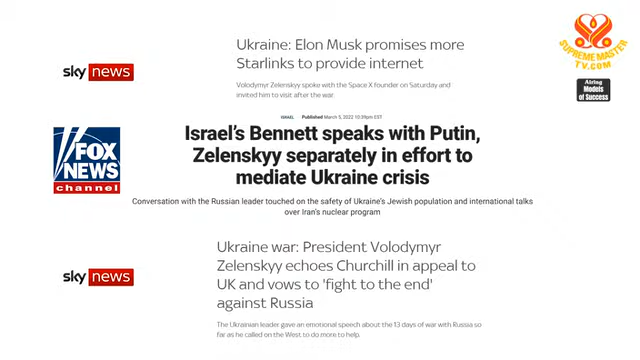 Ukraine: Elon Musk promises more
Starlinks to provide internet
sky news
Volodymyr Zelenskyy spoke with the Space X founder on Saturday and
invited him to visit after the war.
SUPREME MASTER
TV.COM
Airing
Models
of Success
ISRAEL Published March 5, 2022 10:39pm EST
Israel's Bennett speaks with Putin,
Zelenskyy separately in effort to
mediate Ukraine crisis
FOX
NEWS
channel
Conversation with the Russian leader touched on the safety of Ukraine's Jewish population and international talks
over Iran's nuclear program
Ukraine war: President Volodymyr
Zelenskyy echoes Churchill in appeal to
UK and vows to 'fight to the end'
against Russia
sky news
The Ukrainian leader gave an emotional speech about the 13 days of war with Russia so
far as he called on the West to do more to help.